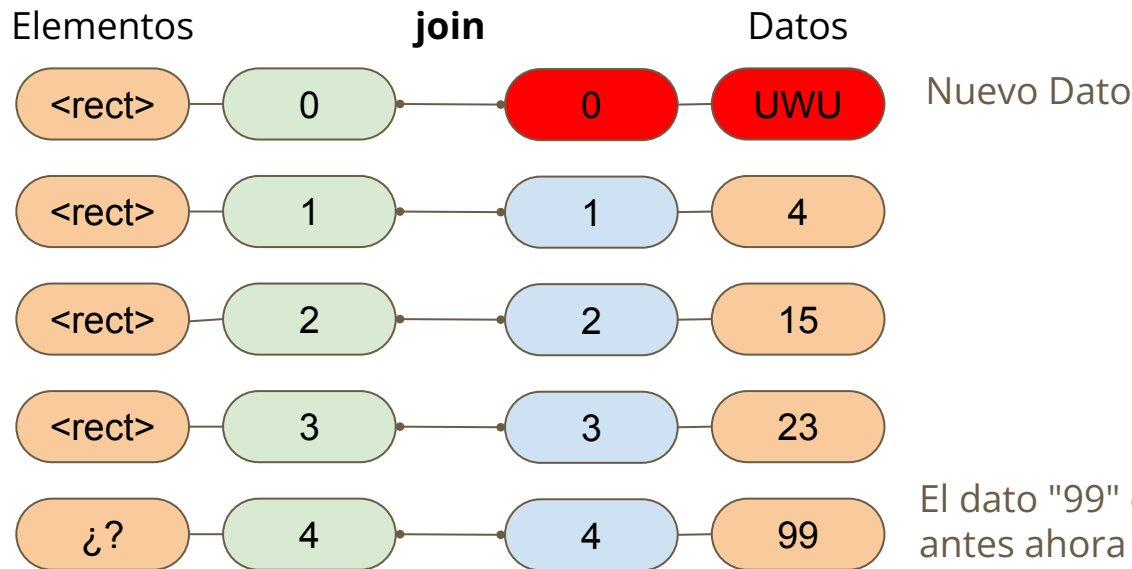 Elementos join Datos
<rect> 0 0 UWU Nuevo Dato
<rect> 1 1 4
<rect> 2 2 15
<rect> 3 3 23
¿? 4 4 99
El dato "99"
antes ahora